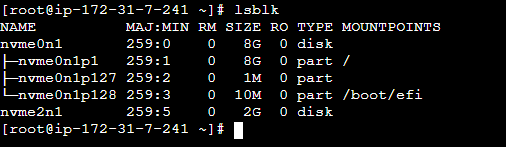 [root@ip-172-31-7-241 ~]# lsblk
NAME          MAJ:MIN RM SIZE RO TYPE MOUNTPOINTS
nvme0n1       259:0    0   8G  0 disk
├─nvme0n1p1   259:1    0   8G  0 part /
├─nvme0n1p127 259:2    0   1M  0 part
└─nvme0n1p128 259:3    0  10M  0 part /boot/efi
nvme2n1       259:5    0   2G  0 disk
[root@ip-172-31-7-241 ~]#